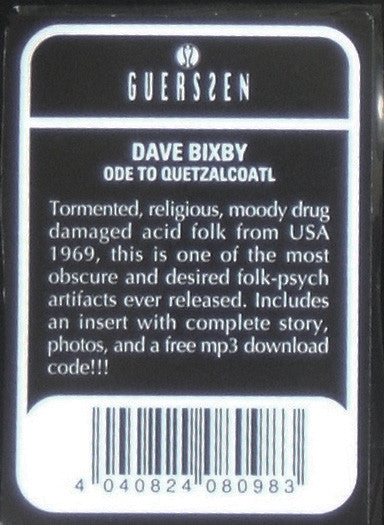 GUERSSEN
DAVE BIXBY
ODE TO QUETZALCOATL
Tormented, religious, moody drug
damaged acid folk from USA
1969, this is one of the most
obscure and desired folk-psych
artifacts ever released. Includes
an insert with complete story,
photos, and a free mp3 download
code!!!
4 040824 080983